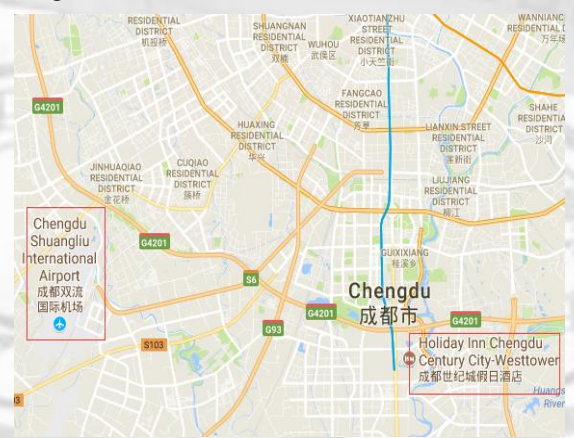 RESIDENTIAL
DISTRICT
机投桥
SHUANGNAN
RESIDENTIAL
DISTRICT
双楠
WUHOU
武侯区
XIAOTIANZHU
STREET
RESIDENTIAL
DISTRICT
小天竺街
WANNIANC
RESIDENTIAL D
万年场
G4201
FANGCAO
RESIDENTIAL
DISTRICT
芳草
SHAHE
RESIDENTIA
DISTRICT
沙河
HUAXING
RESIDENTIAL
DISTRICT
华兴
LIANXIN STREET
RESIDENTIAL
DISTRICT
莲新街
JINHUAQIAO
RESIDENTIAL
DISTRICT
金花桥
CUQIAO
RESIDENTIAL
DISTRICT
簇桥
LIUJIANG
RESIDENTIAL
DISTRICT
柳江
Chengdu
Shuangliu
International
Airport
成都双流
国际机场
G4201
GUIXIXIANG
桂溪乡
S6
Chengdu
成都市
G4201
G4201
G93
S103
Holiday Inn Chengdu
Century City-Westtower
成都世纪城假日酒店
Huangs
River
03